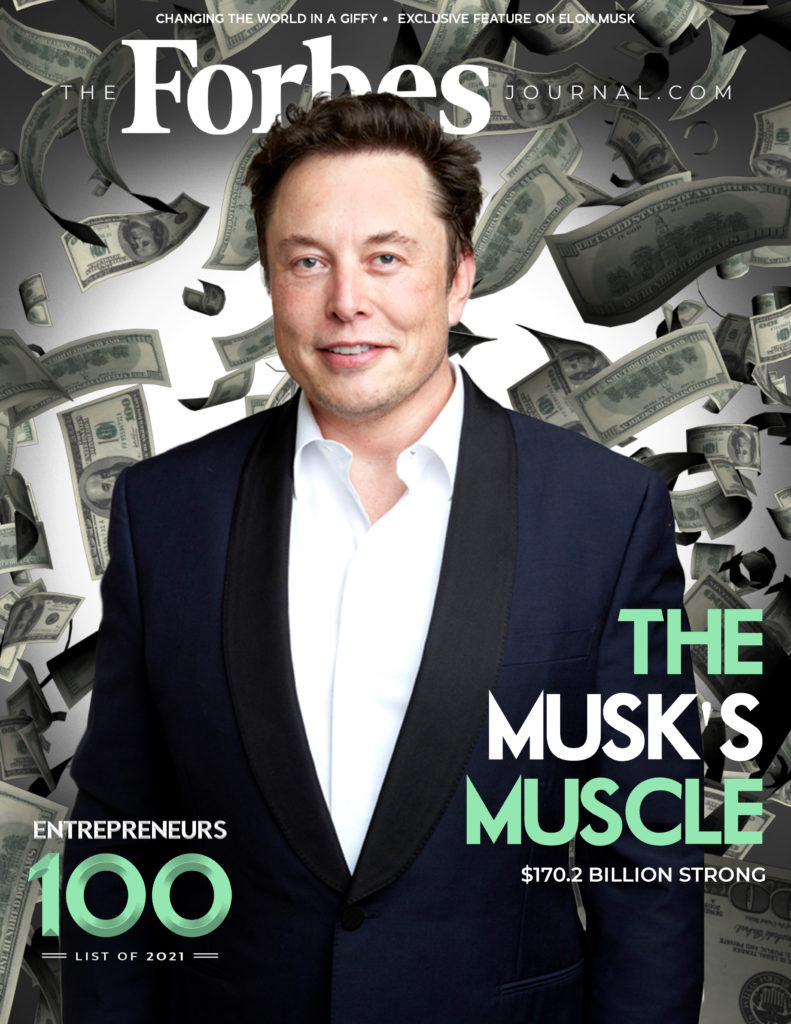 CHANGING THE WORLD IN A GIFFY • EXCLUSIVE FEATURE ON ELON MUSK
THE Forbes JOURNAL.COM
THE
MUSK'S
MUSCLE
$170.2 BILLION STRONG
ENTREPRENEURS
100
LIST OF 2021